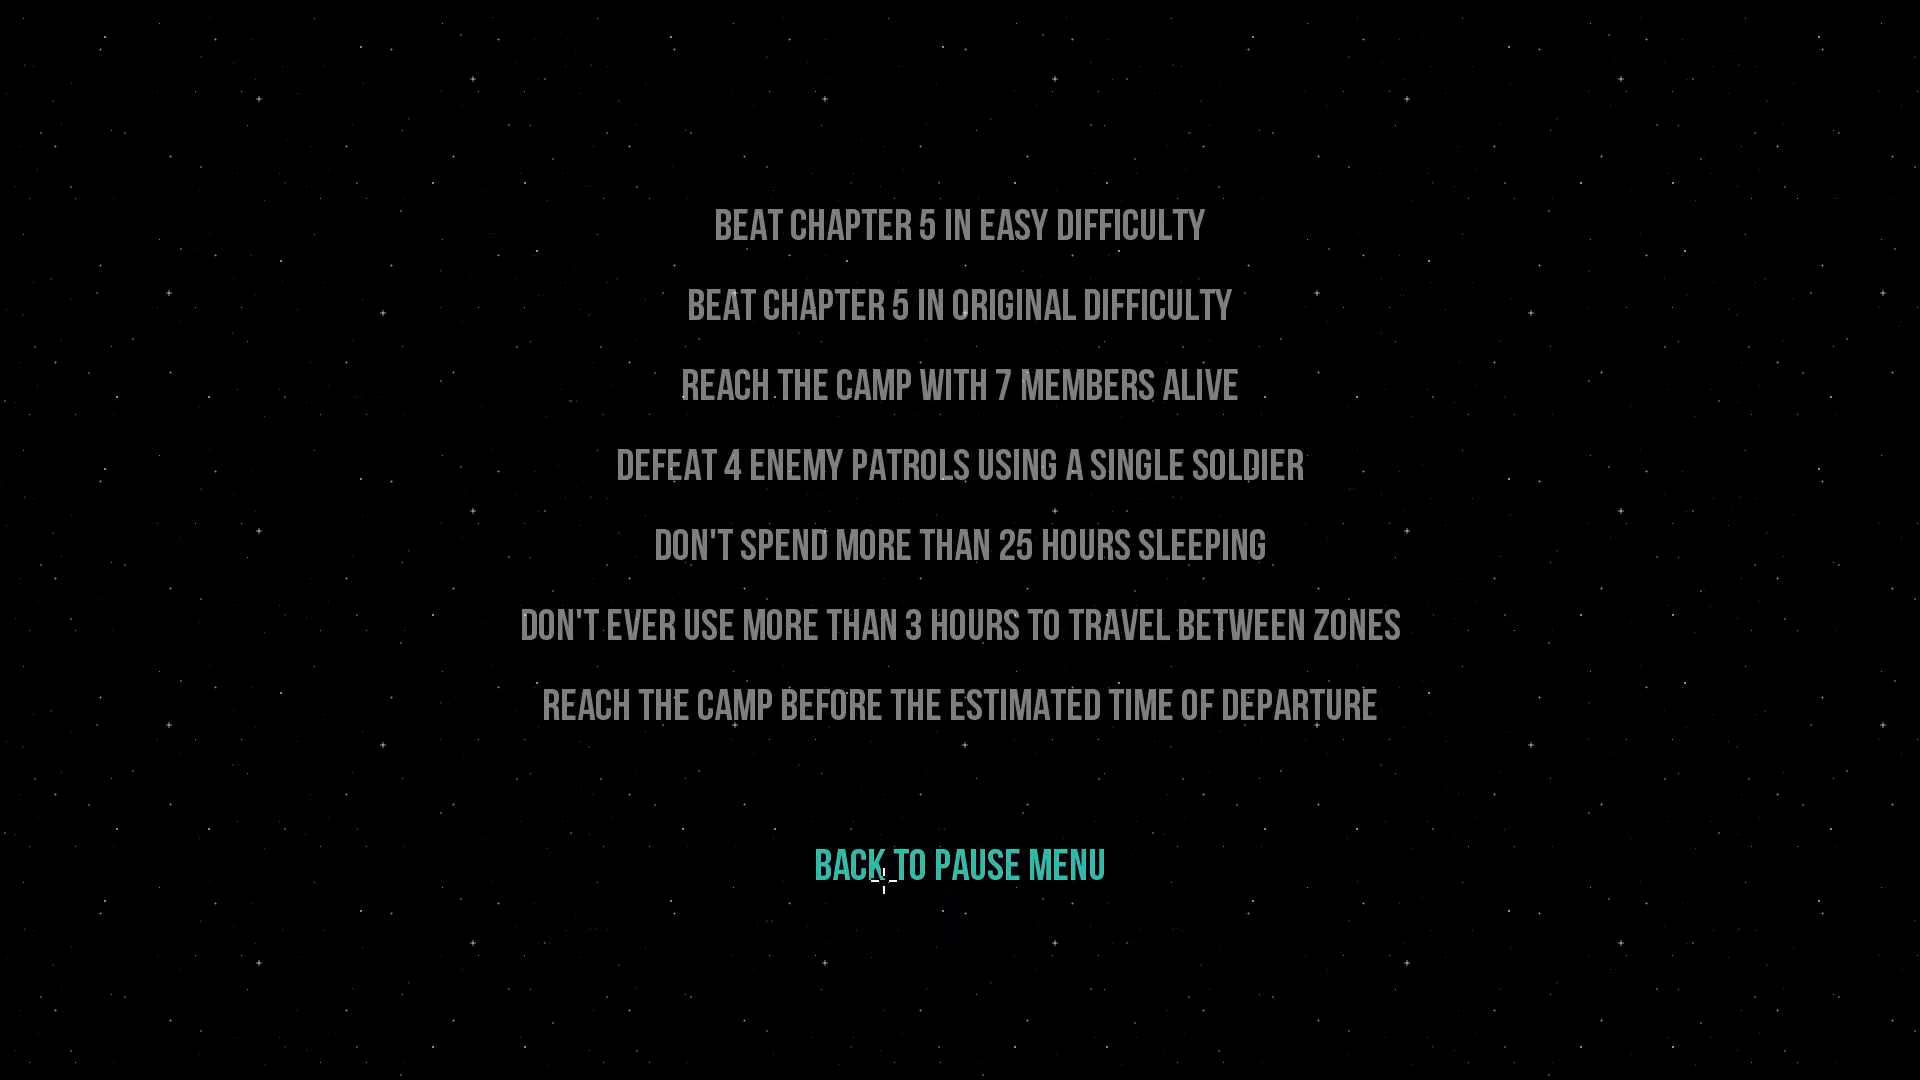 BEAT CHAPTER 5 IN EASY DIFFICULTY
BEAT CHAPTER 5 IN ORIGINAL DIFFICULTY
REACH THE CAMP WITH 7 MEMBERS ALIVE
DEFEAT 4 ENEMY PATROLS USING A SINGLE SOLDIER
DON'T SPEND MORE THAN 25 HOURS SLEEPING
DON'T EVER USE MORE THAN 3 HOURS TO TRAVEL BETWEEN ZONES
REACH THE CAMP BEFORE THE ESTIMATED TIME OF DEPARTURE
BACK TO PAUSE MENU